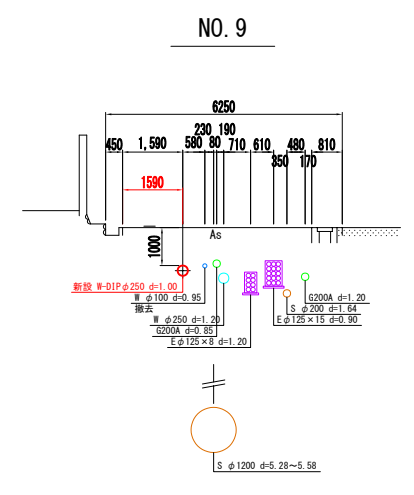 NO. 9
6250
230 190
450 1,590 580 80 710 610 480 810
350 170
1590
As
1000
新設 W-DIPφ250 d=1.00
W φ100 d=0.95
撤去
G200A d=1.20
S φ200 d=1.64
W φ250 d=1.20
Eφ125×15 d=0.90
G200A d=0.85
Eφ125×8 d=1.20
S φ1200 d=5.28～5.58